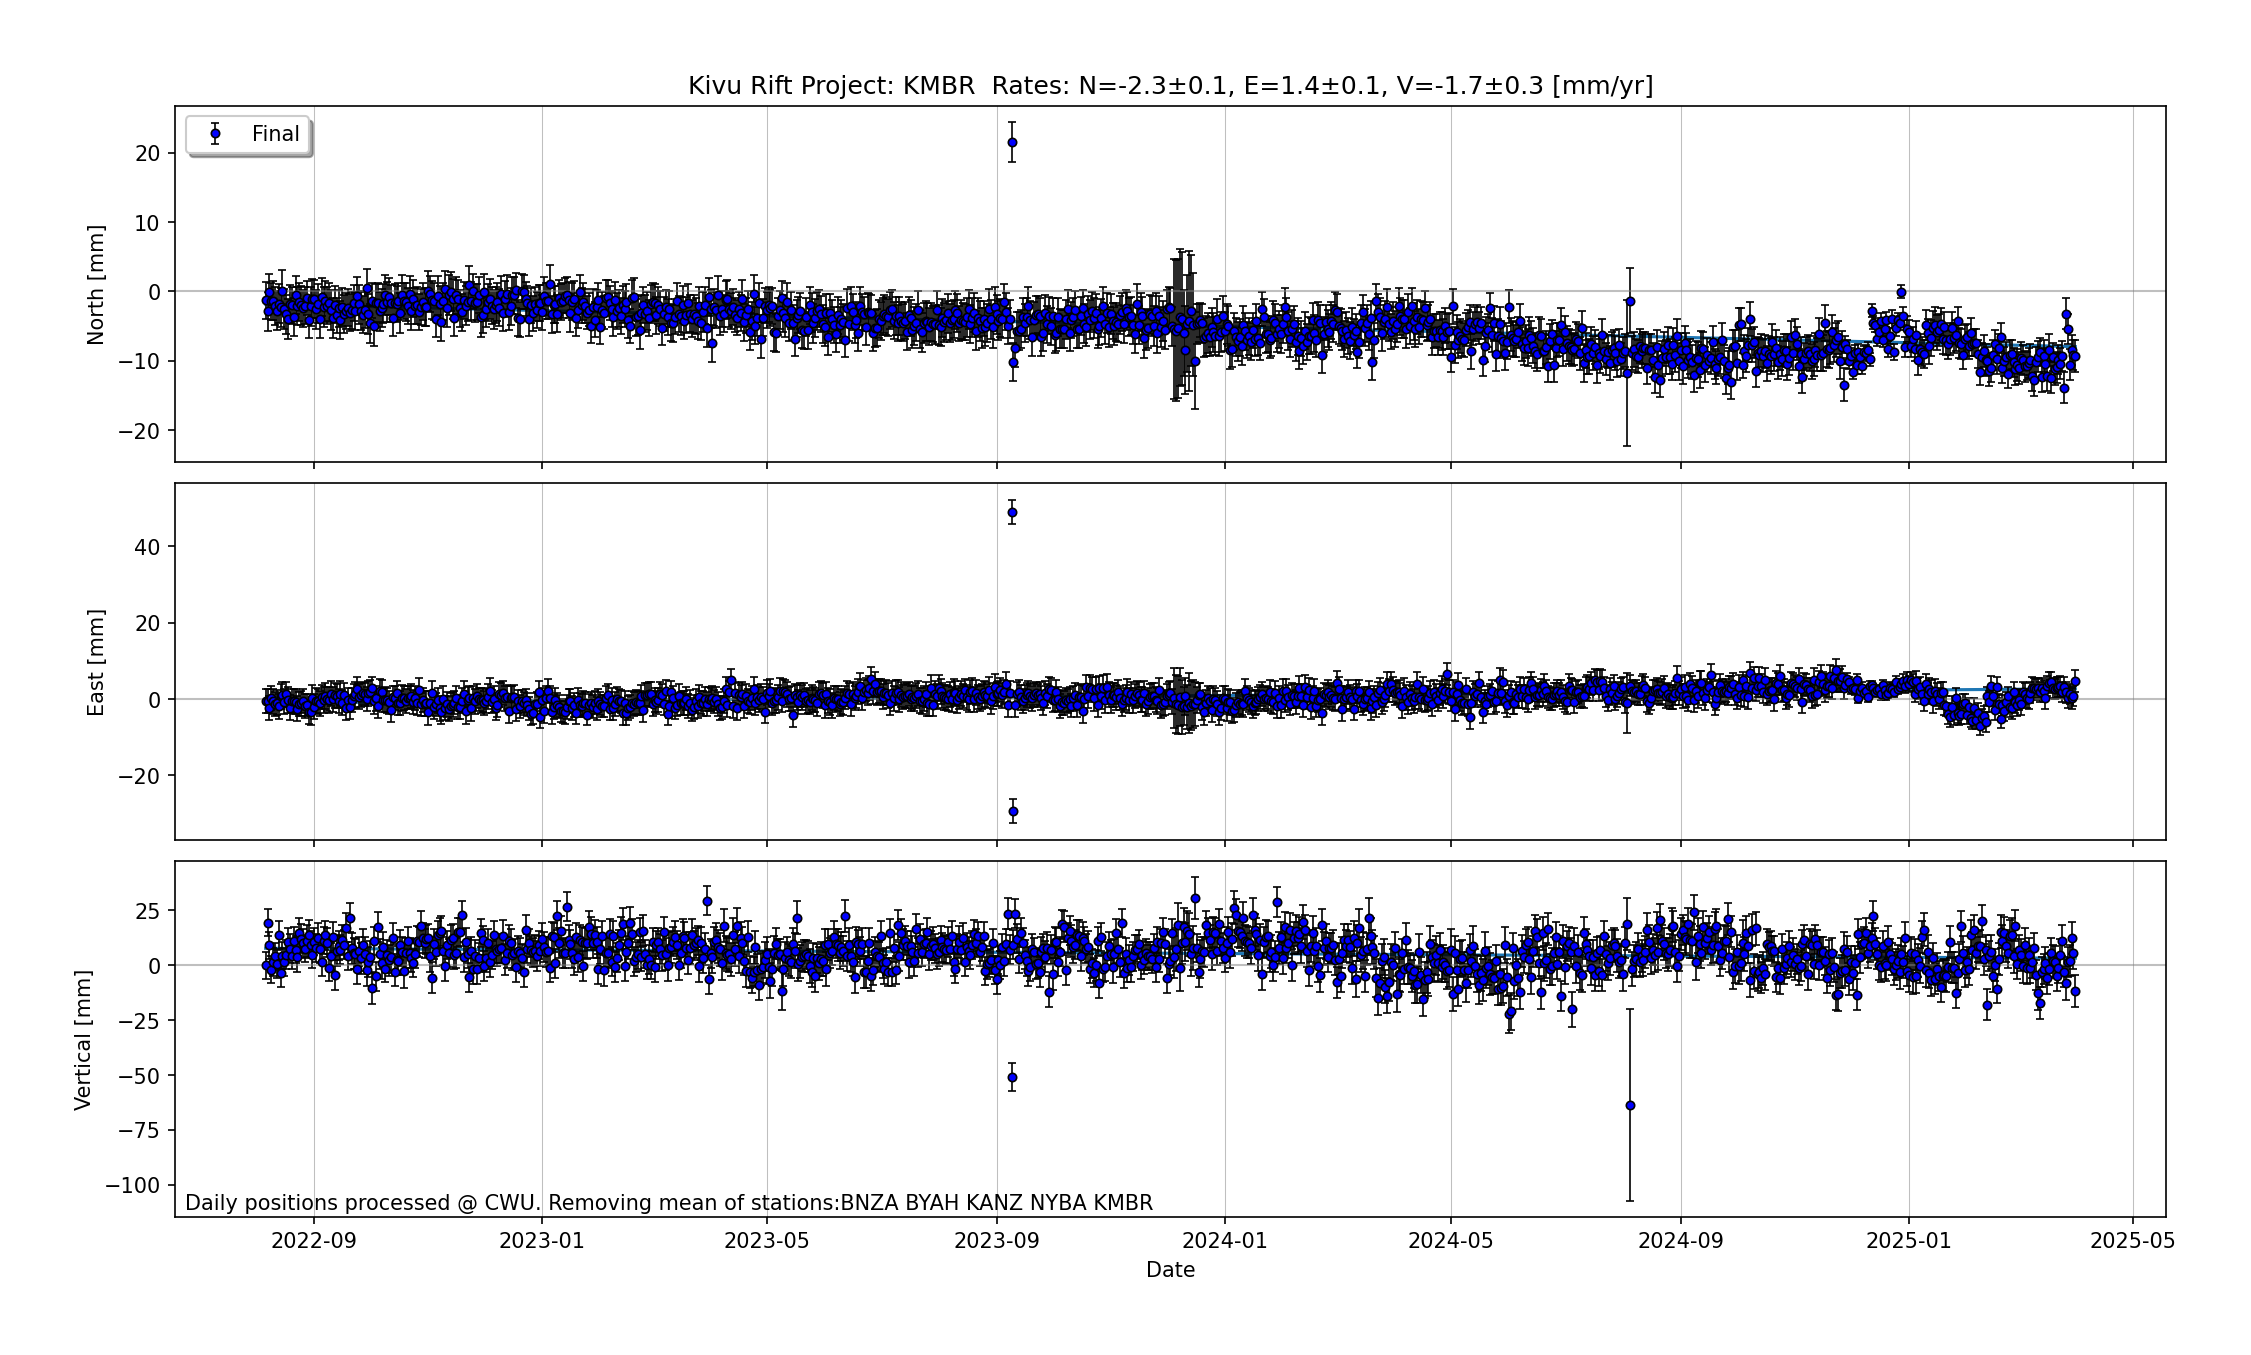 Kivu Rift Project: KMBR  Rates: N=-2.3±0.1, E=1.4±0.1, V=-1.7±0.3 [mm/yr]
Final
20
10
0
−10
−20
North [mm]
40
20
0
−20
East [mm]
25
0
−25
−50
−75
−100
Vertical [mm]
Daily positions processed @ CWU. Removing mean of stations:BNZA BYAH KANZ NYBA KMBR
2022-09 2023-01 2023-05 2023-09 2024-01 2024-05 2024-09 2025-01 2025-05
Date